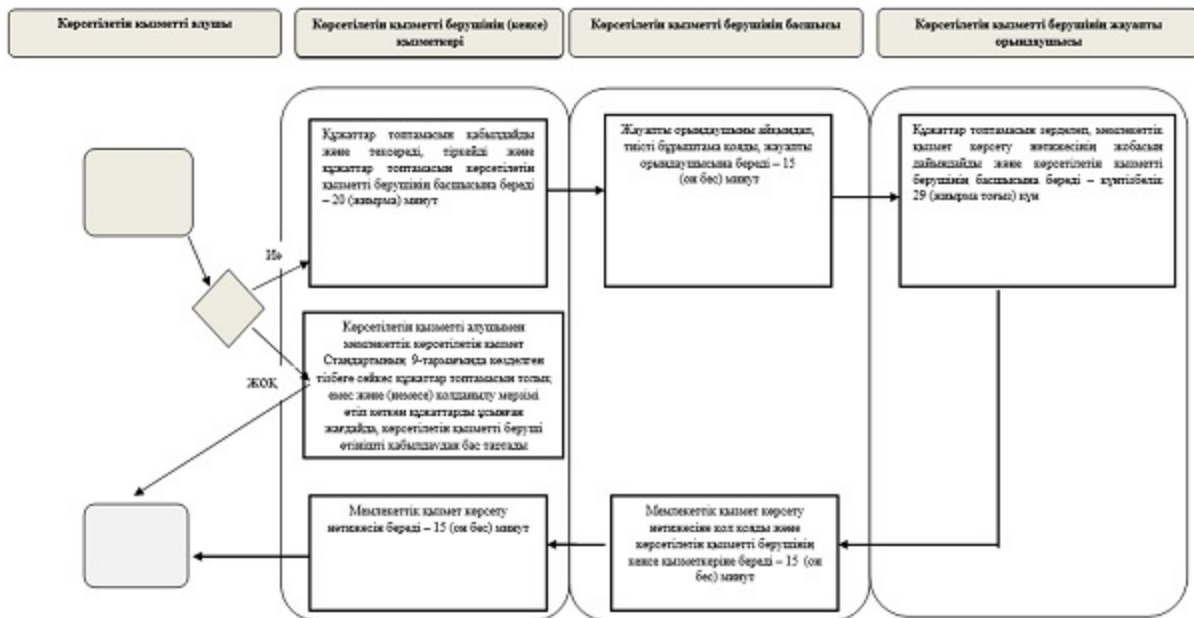 Көрсетілетін қызметті алушы
Көрсетілетін қызметті берушінің (кеңсе)
қызметкері
Көрсетілетін қызметті берушінің басшысы
Көрсетілетін қызметті берушінің жауапты
орындаушысы
Құжаттар топтамасын қабылдайды
және тексереді, тіркейді және
құжаттар топтамасын көрсетілетін
қызметті берушінің басшысына береді
– 20 (жиырма) минут
Жауапты орындаушыны айқындап,
тиісті бұрыштама қояды, жауапты
орындаушысына береді – 15
(он бес) минут
Құжаттар топтамасын зерделеп, мемлекеттік
қызмет көрсету нәтижесінің жобасын
дайындайды және көрсетілетін қызметті
берушінің басшысына береді – күнтізбелік
29 (жиырма тоғыз) күн
Иә
Көрсетілетін қызметті алушымен
мемлекеттік көрсетілетін қызмет
Стандартының 9-тармағында көзделген
тізбеге сәйкес құжаттар топтамасын толық
емес және (немесе) қолданылу мерзімі
өтіп кеткен құжаттарды ұсынған
жағдайда, көрсетілетін қызметті беруші
өтінішті қабылдаудан бас тартады
ЖОҚ
Мемлекеттік қызмет көрсету
нәтижесін береді – 15 (он бес) минут
Мемлекеттік қызмет көрсету
нәтижесіне қол қояды және
көрсетілетін қызметті берушінің
кеңсе қызметкеріне береді – 15 (он
бес) минут